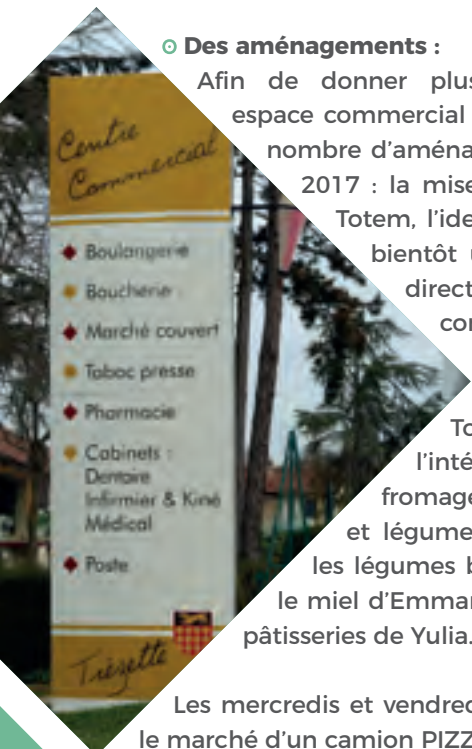 Des aménagements :
Afin de donner plus
espace commercial
nombre d'aména
2017 : la mise
Totem, l'ide
bientôt
direct
con
To
l'inté
fromage
et légume
les légumes b
le miel d'Emman
pâtisseries de Yulia.
Les mercredis et vendred
le marché d'un camion PIZZ
Centre
Commercial
Boulangerie
Boucherie
Marché couvert
Tabac presse
Pharmacie
Cabinets :
Dentaire
Infirmier & Kiné
Médical
Poste
Trézette